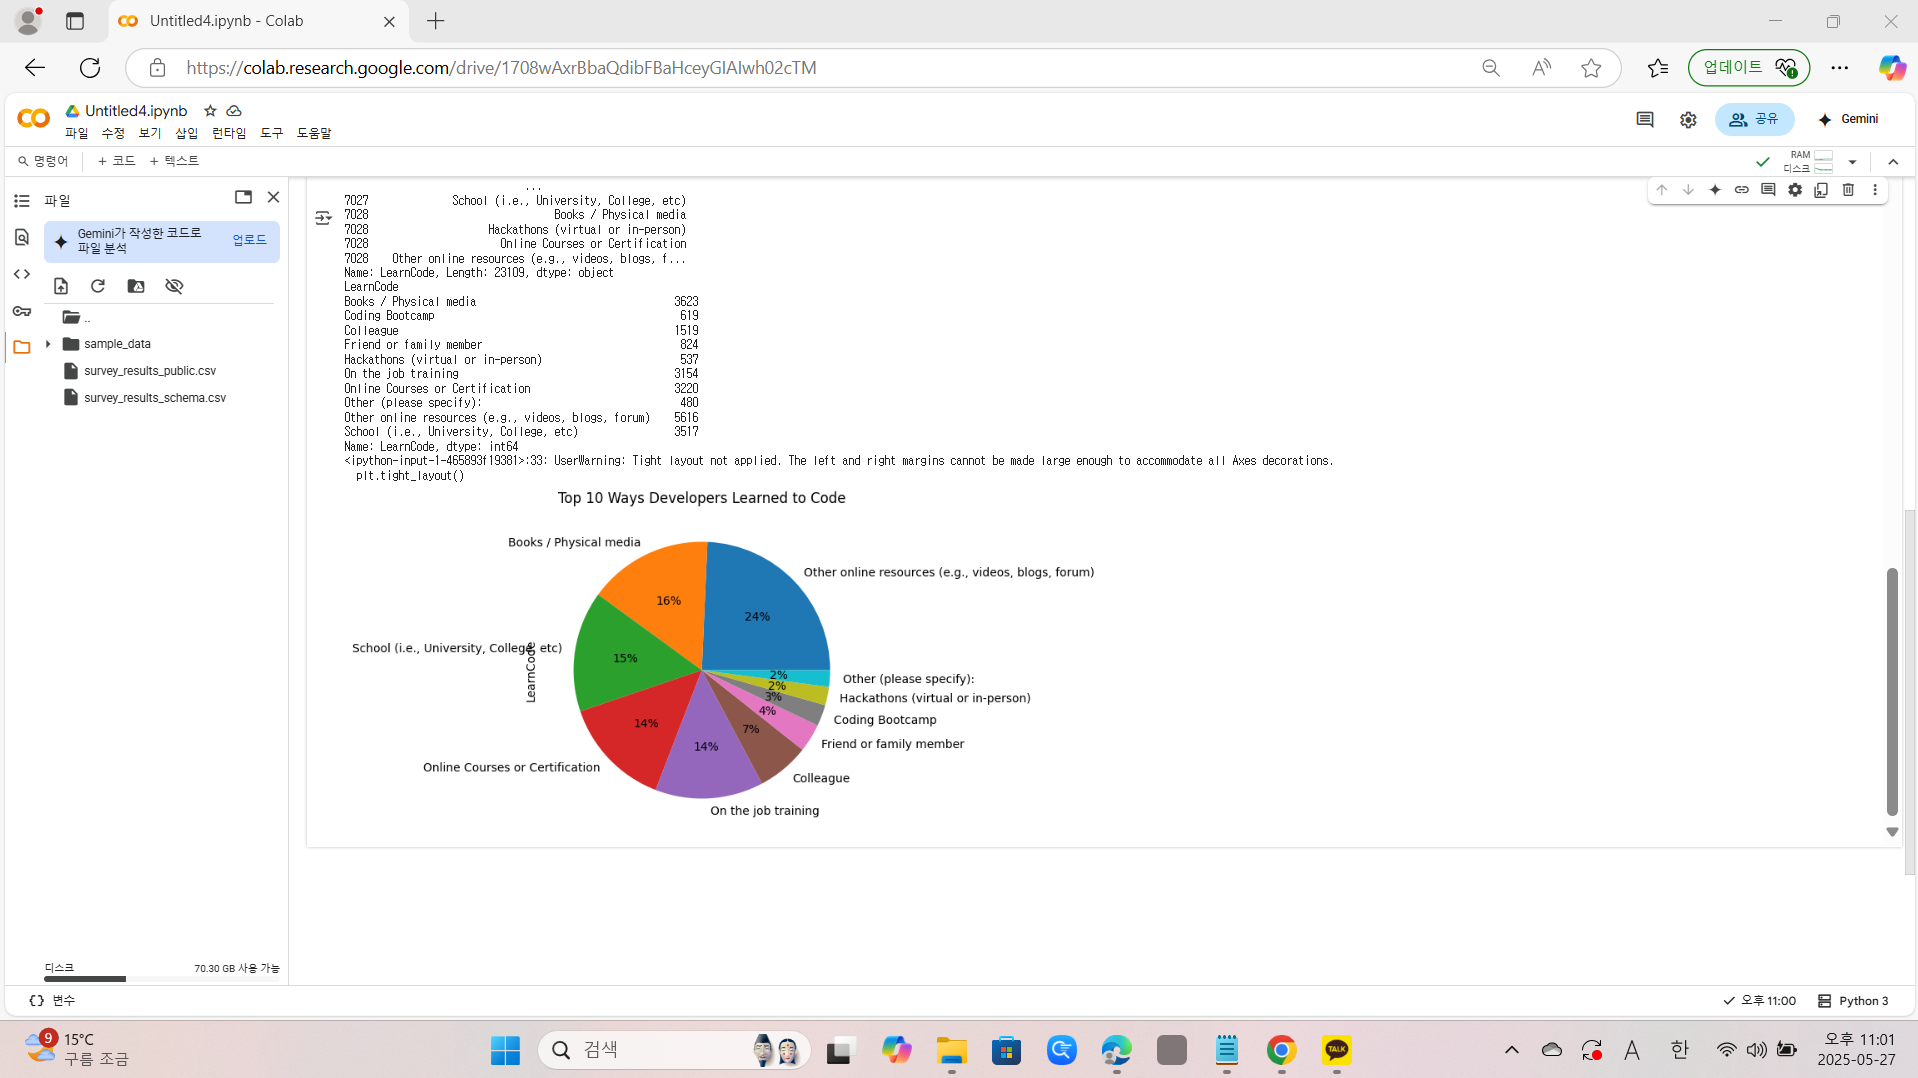 Untitled4.ipynb - Colab
https://colab.research.google.com/drive/1708wAxrBbaQdibFBaHceyGIAIwh02cTM
업데이트
Untitled4.ipynb
파일 수정 보기 삽입 런타임 도구 도움말
공유
Gemini
명령어 + 코드 + 텍스트
RAM
디스크
파일
Gemini가 작성한 코드로
파일 분석
업로드
..
sample_data
survey_results_public.csv
survey_results_schema.csv
디스크 70.30 GB 사용 가능
...
7027 School (i.e., University, College, etc)
7028 Books / Physical media
7028 Hackathons (virtual or in-person)
7028 Online Courses or Certification
7028 Other online resources (e.g., videos, blogs, f...
Name: LearnCode, Length: 23109, dtype: object
LearnCode
Books / Physical media 3623
Coding Bootcamp 619
Colleague 1519
Friend or family member 824
Hackathons (virtual or in-person) 537
On the job training 3154
Online Courses or Certification 3220
Other (please specify): 480
Other online resources (e.g., videos, blogs, forum) 5616
School (i.e., University, College, etc) 3517
Name: LearnCode, dtype: int64
<ipython-input-1-465893f19381>:33: UserWarning: Tight layout not applied. The left and right margins cannot be made large enough to accommodate all Axes decorations.
plt.tight_layout()
Top 10 Ways Developers Learned to Code
Books / Physical media
Other online resources (e.g., videos, blogs, forum)
16%
24%
School (i.e., University, College, etc)
15%
LearnCode
2%
Other (please specify):
2%
Hackathons (virtual or in-person)
3%
Coding Bootcamp
4%
Friend or family member
14%
7%
14%
Online Courses or Certification
Colleague
On the job training
변수
오후 11:00
Python 3
9
15°C
구름 조금
검색
TALK
A
한
오후 11:01
2025-05-27